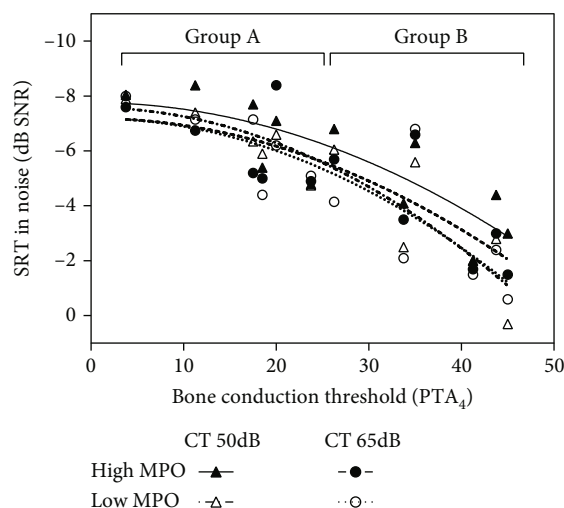 Group A Group B
−10
−8
−6
−4
−2
0
SRT in noise (dB SNR)
0 10 20 30 40 50
Bone conduction threshold (PTA₄)
CT 50dB CT 65dB
High MPO
Low MPO